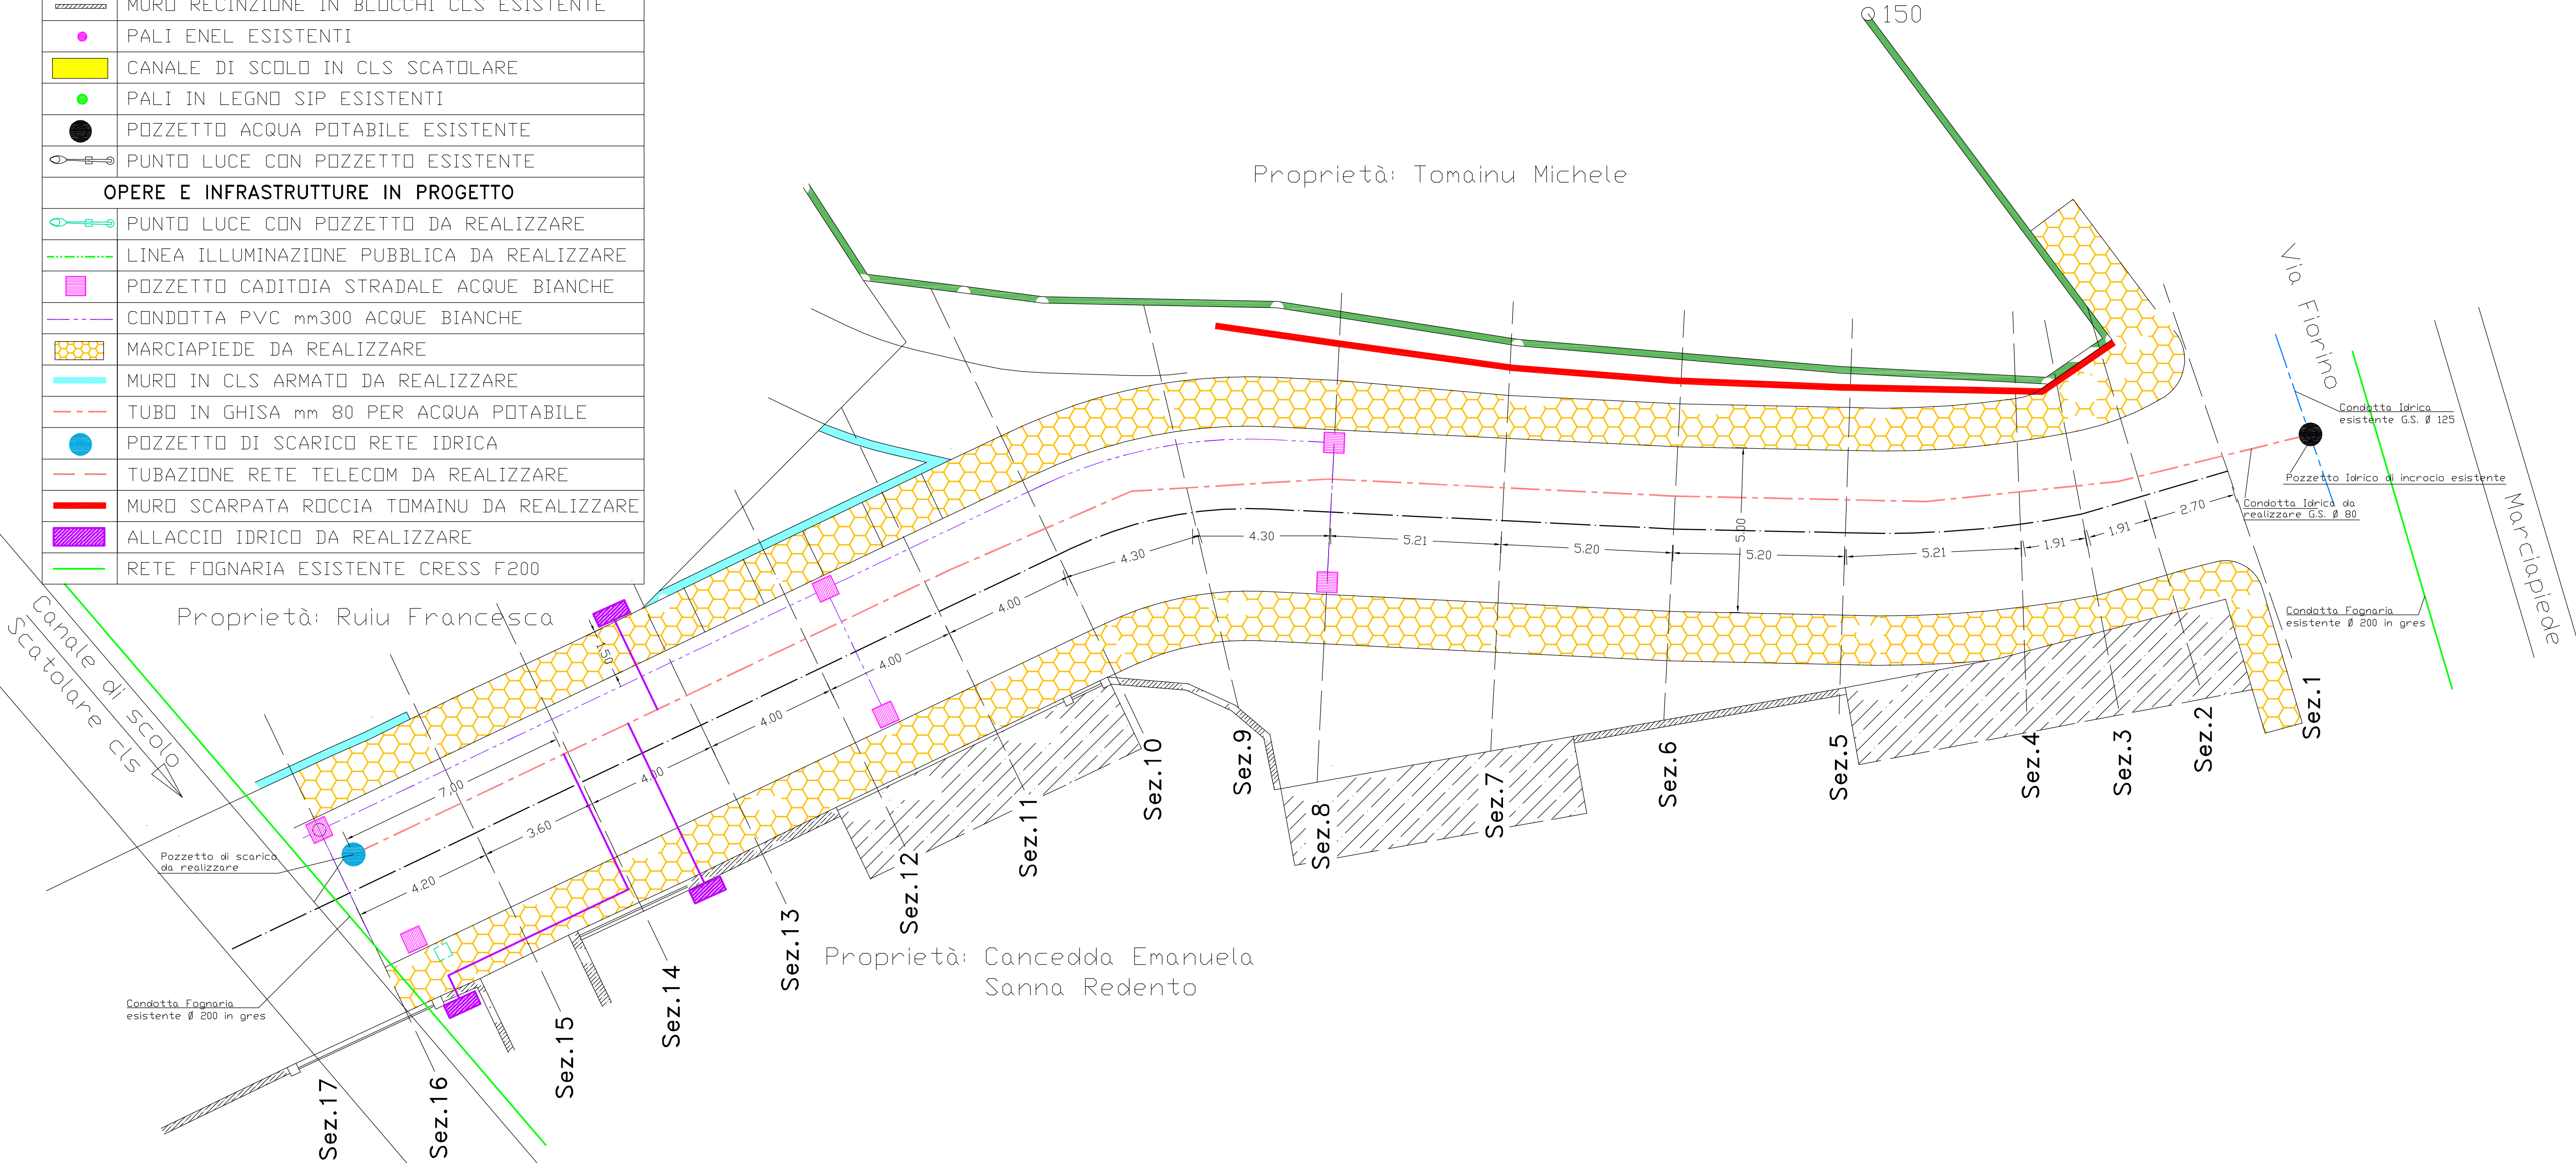 MURO RECINZIONE IN BLOCCHI CLS ESISTENTE
PALI ENEL ESISTENTI
CANALE DI SCOLO IN CLS SCATOLARE
PALI IN LEGNO SIP ESISTENTI
POZZETTO ACQUA POTABILE ESISTENTE
PUNTO LUCE CON POZZETTO ESISTENTE
OPERE E INFRASTRUTTURE IN PROGETTO
PUNTO LUCE CON POZZETTO DA REALIZZARE
LINEA ILLUMINAZIONE PUBBLICA DA REALIZZARE
POZZETTO CADITOIA STRADALE ACQUE BIANCHE
CONDOTTA PVC mm300 ACQUE BIANCHE
MARCIAPIEDE DA REALIZZARE
MURO IN CLS ARMATO DA REALIZZARE
TUBO IN GHISA mm 80 PER ACQUA POTABILE
POZZETTO DI SCARICO RETE IDRICA
TUBAZIONE RETE TELECOM DA REALIZZARE
MURO SCARPATA ROCCIA TOMAINU DA REALIZZARE
ALLACCIO IDRICO DA REALIZZARE
RETE FOGNARIA ESISTENTE CRESS F200
150
Proprietà: Tomainu Michele
Via Fiorino
Condotta Idrica
esistente G.S. Ø 125
Pozzetto Idrico di incrocio esistente
Condotta Idrica da
realizzare G.S. Ø 80
Marciapiede
Condotta Fognaria
esistente Ø 200 in gres
Proprietà: Ruiu Francesca
Canale di scolo
Scatolare cls
Pozzetto di scarico
da realizzare
Condotta Fognaria
esistente Ø 200 in gres
Proprietà: Cancedda Emanuela
Sanna Redento
1.50
7.00
4.20
3.60
4.00
4.00
4.00
4.00
4.30
4.30
5.21
5.20
5.00
5.20
5.21
1.91
1.91
2.70
Sez.17
Sez.16
Sez.15
Sez.14
Sez.13
Sez.12
Sez.11
Sez.10
Sez.9
Sez.8
Sez.7
Sez.6
Sez.5
Sez.4
Sez.3
Sez.2
Sez.1